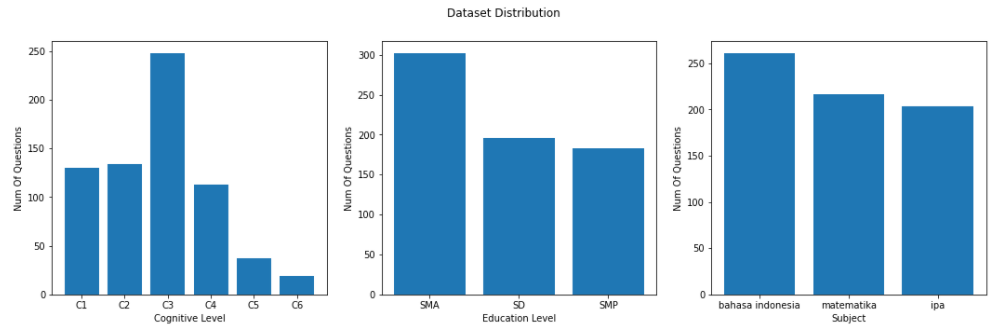 Dataset Distribution
Num Of Questions
250
200
150
100
50
0
C1 C2 C3 C4 C5 C6
Cognitive Level
Num Of Questions
300
250
200
150
100
50
0
SMA SD SMP
Education Level
Num Of Questions
250
200
150
100
50
0
bahasa indonesia matematika ipa
Subject